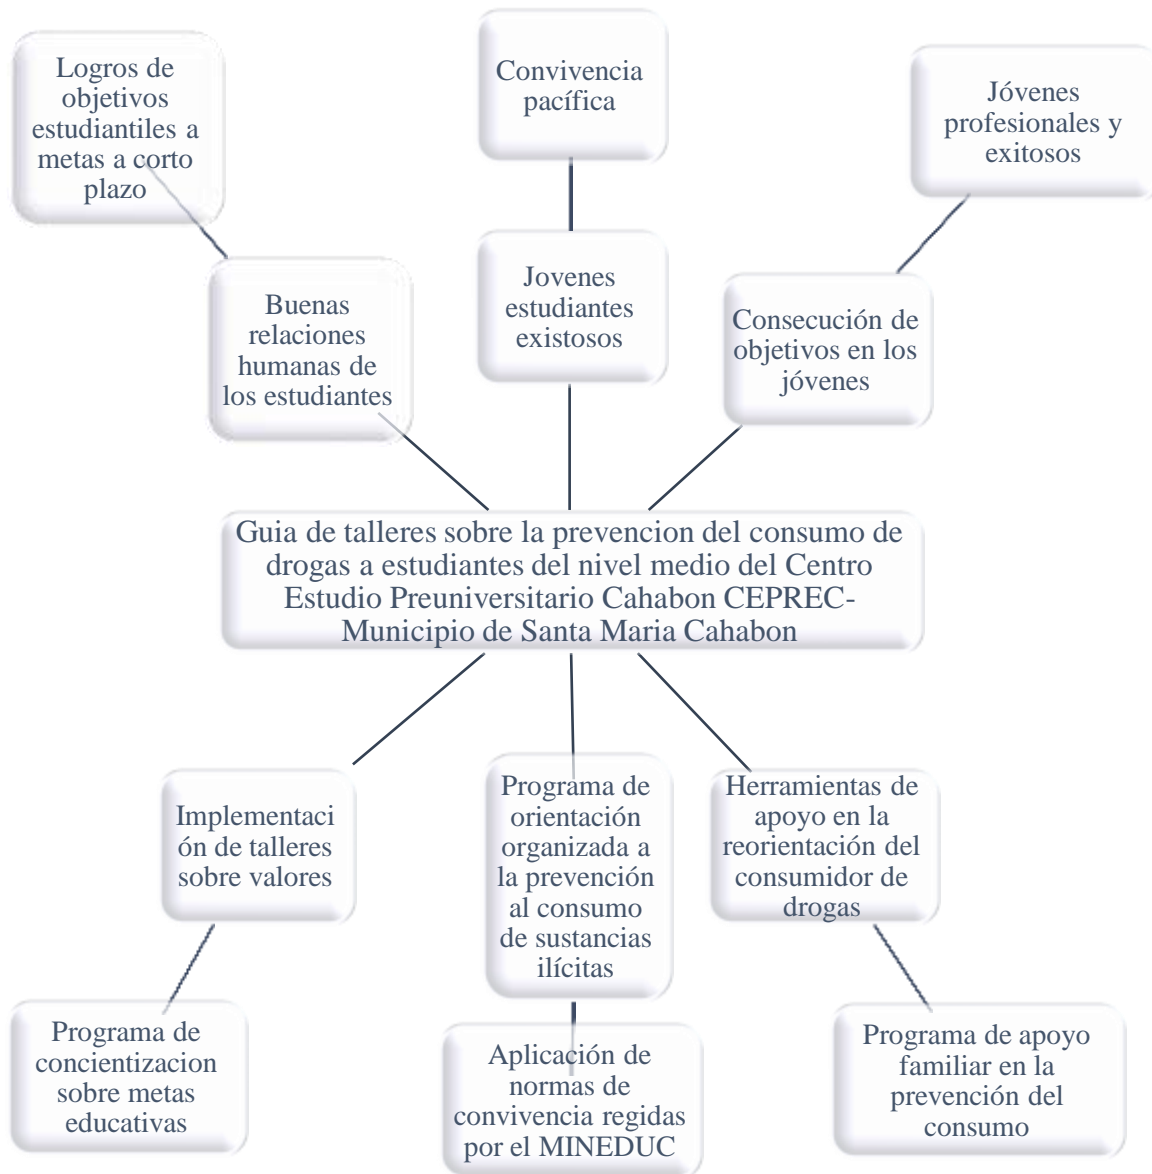 Logros de
objetivos
estudiantiles a
metas a corto
plazo
Convivencia
pacífica
Jóvenes
profesionales y
exitosos
Buenas
relaciones
humanas de
los estudiantes
Jovenes
estudiantes
existosos
Consecución de
objetivos en los
jóvenes
Guia de talleres sobre la prevencion del consumo de
drogas a estudiantes del nivel medio del Centro
Estudio Preuniversitario Cahabon CEPREC-
Municipio de Santa Maria Cahabon
Implementaci
ón de talleres
sobre valores
Programa de
orientación
organizada a
la prevención
al consumo
de sustancias
ilícitas
Herramientas de
apoyo en la
reorientación del
consumidor de
drogas
Programa de
concientizacion
sobre metas
educativas
Aplicación de
normas de
convivencia regidas
por el MINEDUC
Programa de apoyo
familiar en la
prevención del
consumo